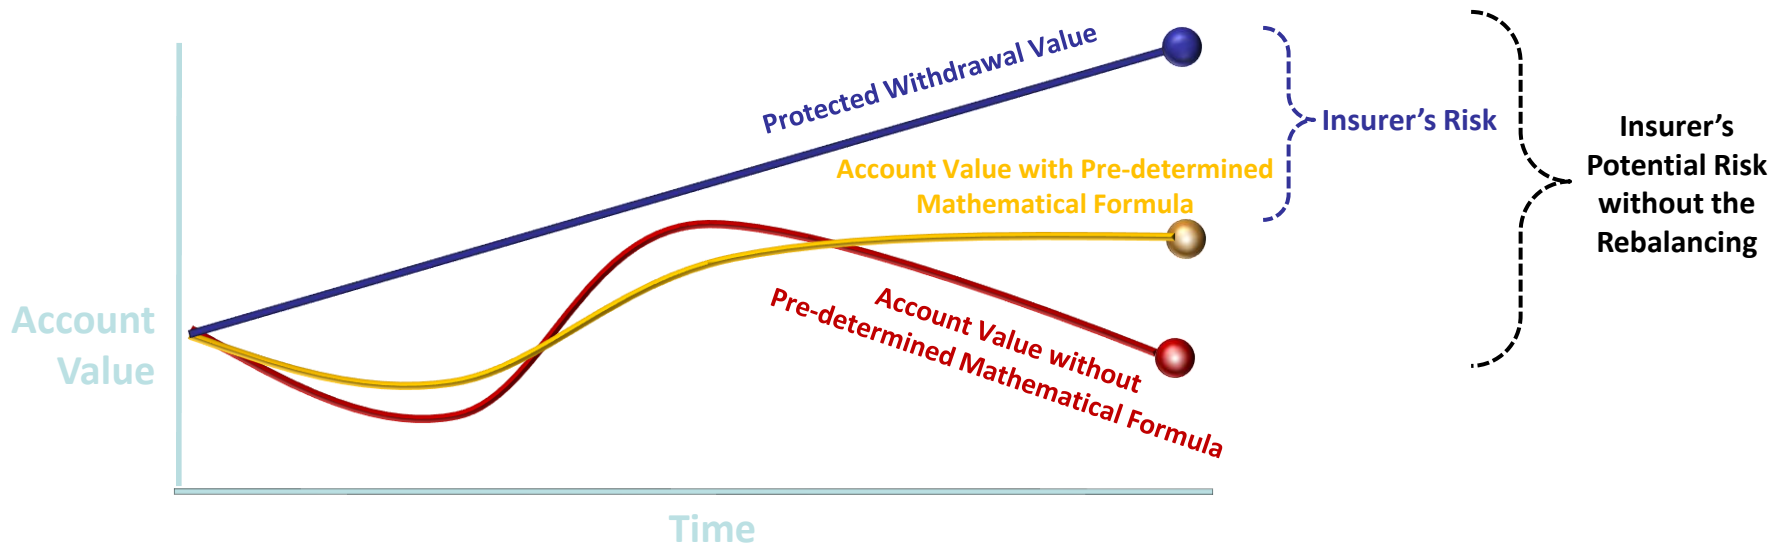 Protected Withdrawal Value
Insurer’s Risk
Insurer’s
Potential Risk
without the
Rebalancing
Account Value with Pre-determined
Mathematical Formula
Account Value without
Pre-determined Mathematical Formula
Account
Value
Time